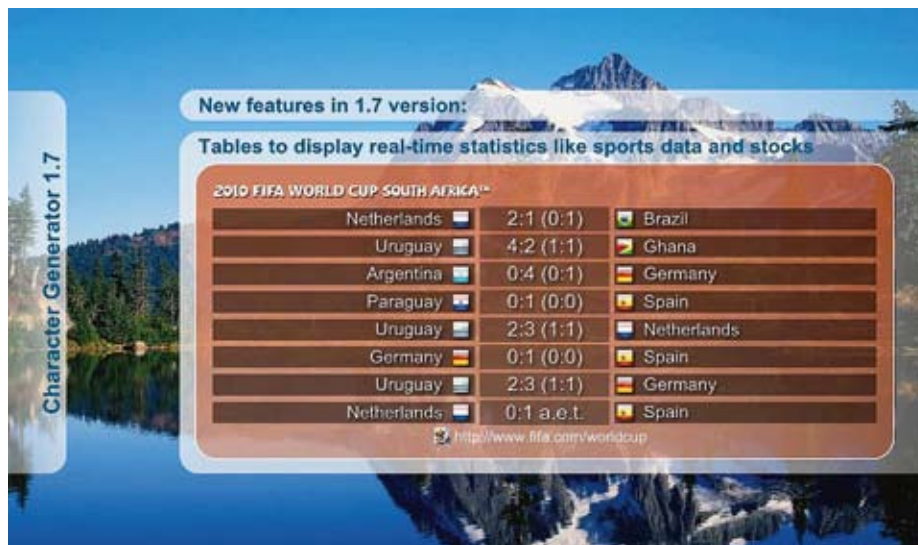 Character Generator 1.7
New features in 1.7 version:
Tables to display real-time statistics like sports data and stocks
2010 FIFA WORLD CUP SOUTH AFRICA™
Netherlands 2:1 (0:1) Brazil
Uruguay 4:2 (1:1) Ghana
Argentina 0:4 (0:1) Germany
Paraguay 0:1 (0:0) Spain
Uruguay 2:3 (1:1) Netherlands
Germany 0:1 (0:0) Spain
Uruguay 2:3 (1:1) Germany
Netherlands 0:1 a.e.t. Spain
http://www.fifa.com/worldcup